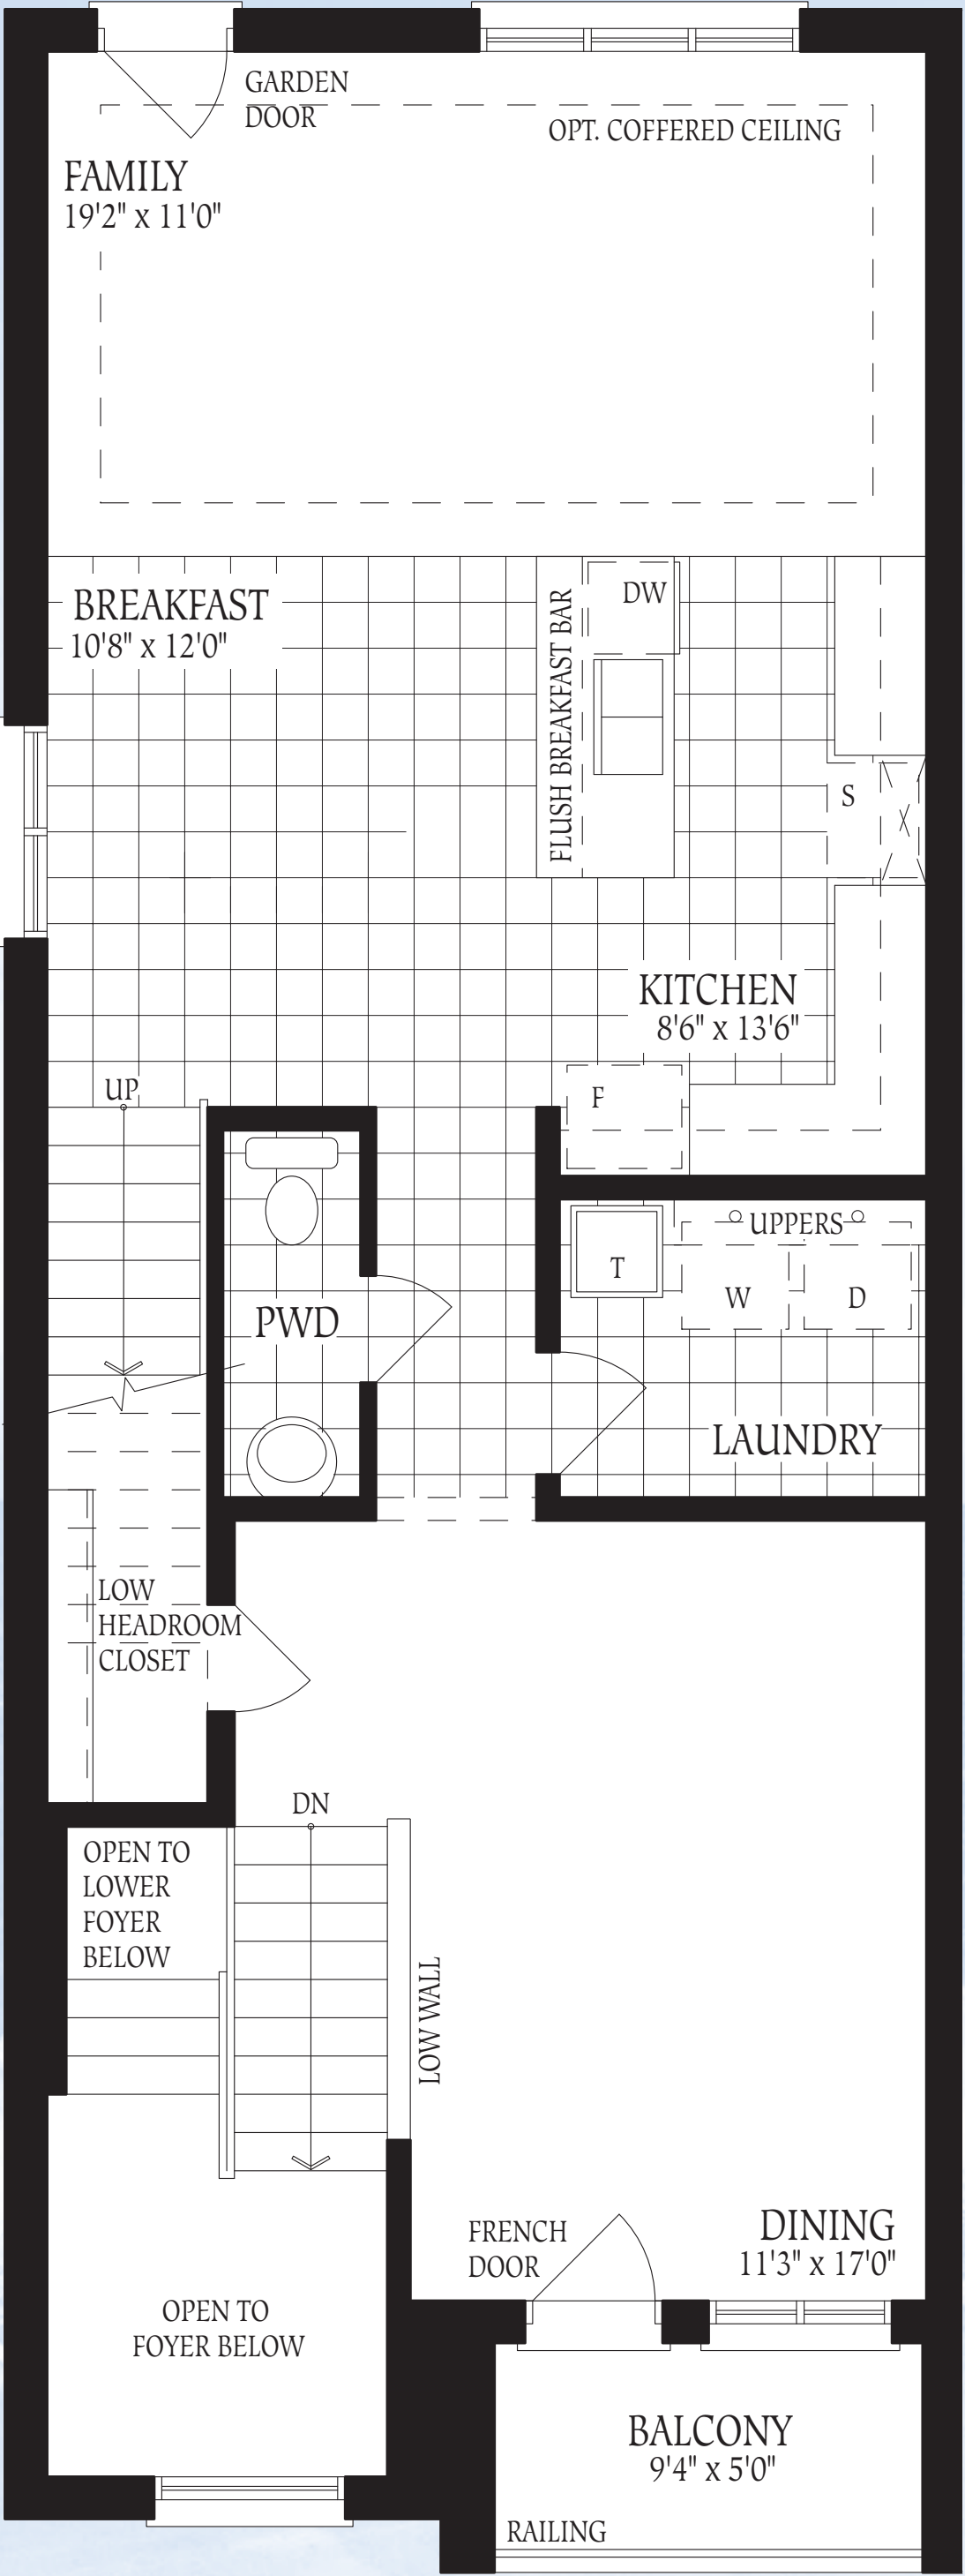 GARDEN
DOOR
OPT. COFFERED CEILING
FAMILY
19'2" x 11'0"
BREAKFAST
10'8" x 12'0"
FLUSH BREAKFAST BAR
DW
S
KITCHEN
8'6" x 13'6"
UP
F
UPPERS
T
W
D
PWD
LAUNDRY
LOW
HEADROOM
CLOSET
DN
OPEN TO
LOWER
FOYER
BELOW
LOW WALL
FRENCH
DOOR
DINING
11'3" x 17'0"
OPEN TO
FOYER BELOW
BALCONY
9'4" x 5'0"
RAILING